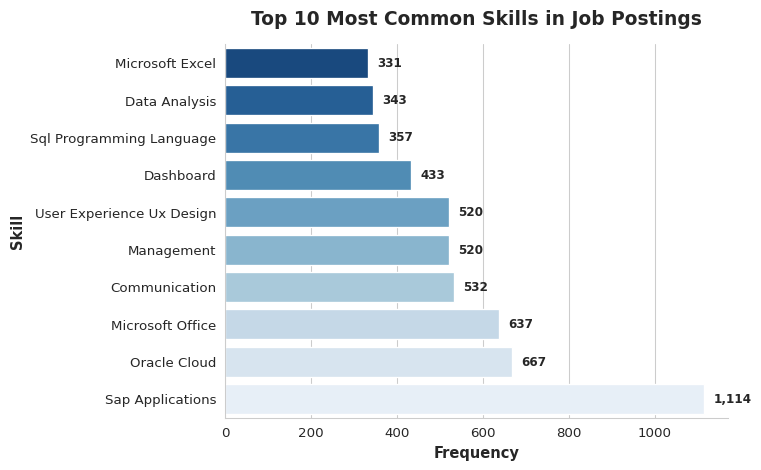 Top 10 Most Common Skills in Job Postings
Skill
Microsoft Excel 331
Data Analysis 343
Sql Programming Language 357
Dashboard 433
User Experience Ux Design 520
Management 520
Communication 532
Microsoft Office 637
Oracle Cloud 667
Sap Applications 1,114
0 200 400 600 800 1000
Frequency